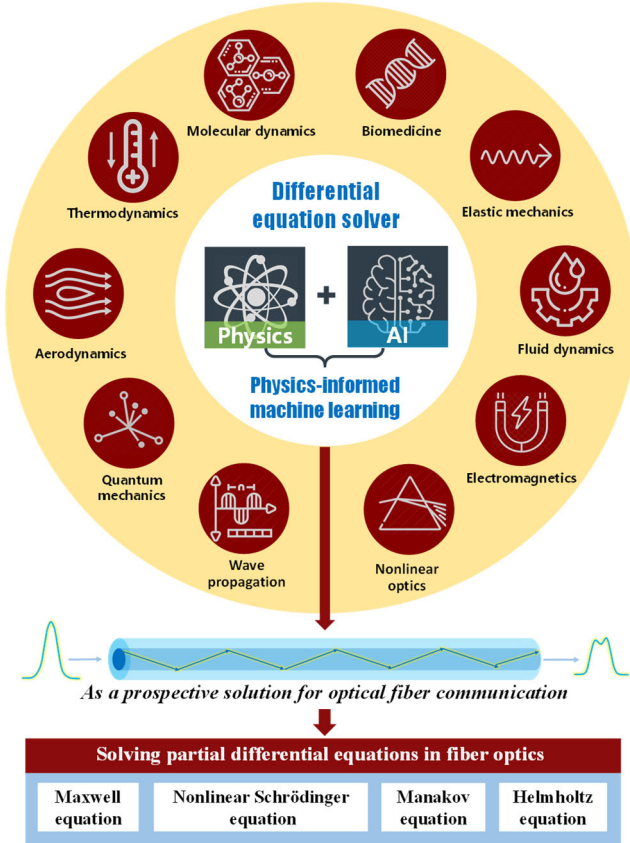 Molecular dynamics
Biomedicine
Thermodynamics
Elastic mechanics
Differential
equation solver
Physics
+
AI
Aerodynamics
Fluid dynamics
Physics-informed
machine learning
Quantum
mechanics
Electromagnetics
Wave
propagation
Nonlinear
optics
As a prospective solution for optical fiber communication
Solving partial differential equations in fiber optics
Maxwell
equation
Nonlinear Schrödinger
equation
Manakov
equation
Helmholtz
equation